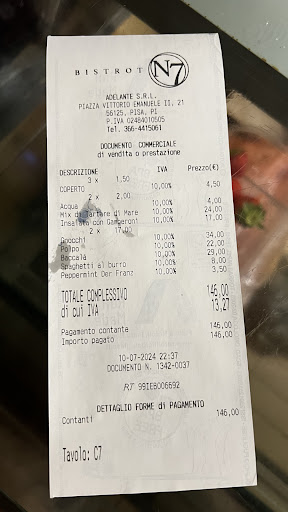 BISTROT N7
ADELANTE S.R.L.
PIAZZA VITTORIO EMANUELE II, 21
56125, PISA, PI
P.IVA 02484010505
Tel. 366-4415061
DOCUMENTO COMMERCIALE
di vendita o prestazione
DESCRIZIONE IVA Prezzo(€)
3 x 1,50
COPERTO 10,00% 4,50
2 x 2,00
Acqua 10,00% 4,00
Mix di Tartare di Mare 10,00% 24,00
Insalata con Gamberoni 10,00% 17,00
2 x 17,00
Gnocchi 10,00% 34,00
Polpo 10,00% 22,00
Baccalà 10,00% 29,00
Spaghetti al burro 10,00% 8,00
Peppermint Der Franz 10,00% 3,50
TOTALE COMPLESSIVO 146,00
di cui IVA 13,27
Pagamento contante 146,00
Importo pagato 146,00
10-07-2024 22:37
DOCUMENTO N. 1342-0037
RT 99IEB006692
DETTAGLIO FORME di PAGAMENTO
Contanti 146,00
Tavolo: C7